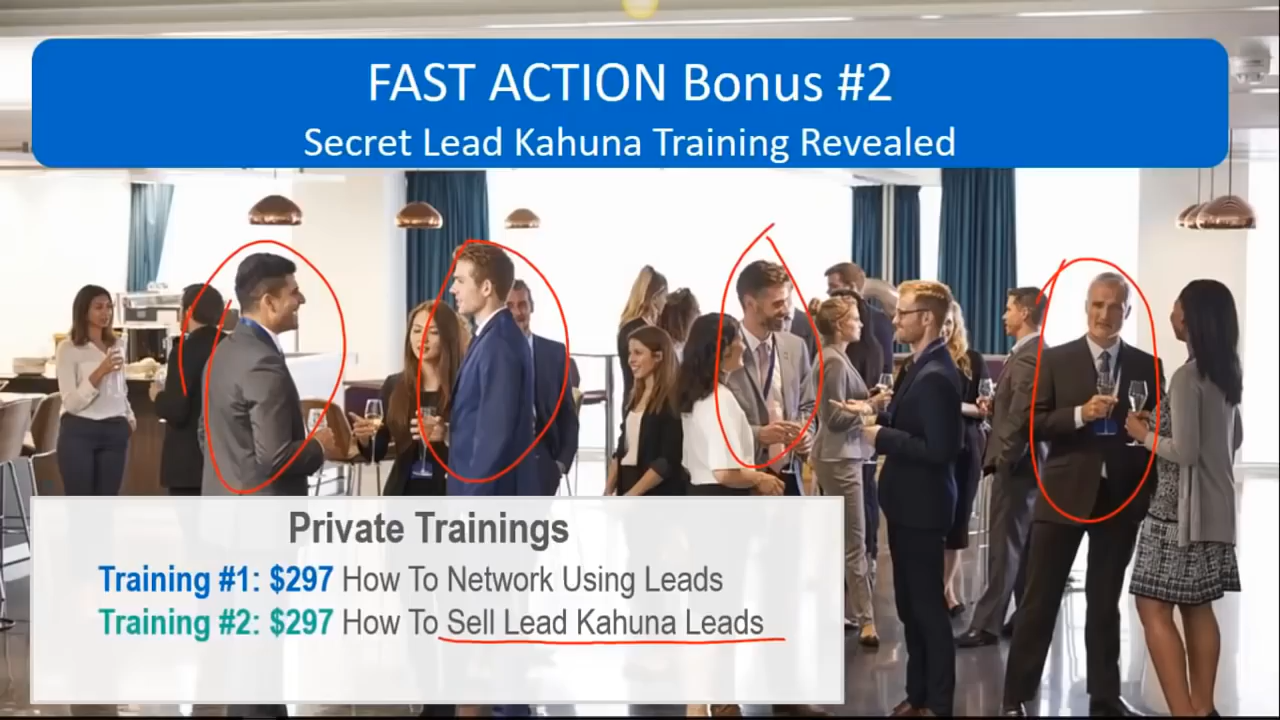 FAST ACTION Bonus #2
Secret Lead Kahuna Training Revealed
Private Trainings
Training #1: $297 How To Network Using Leads
Training #2: $297 How To Sell Lead Kahuna Leads